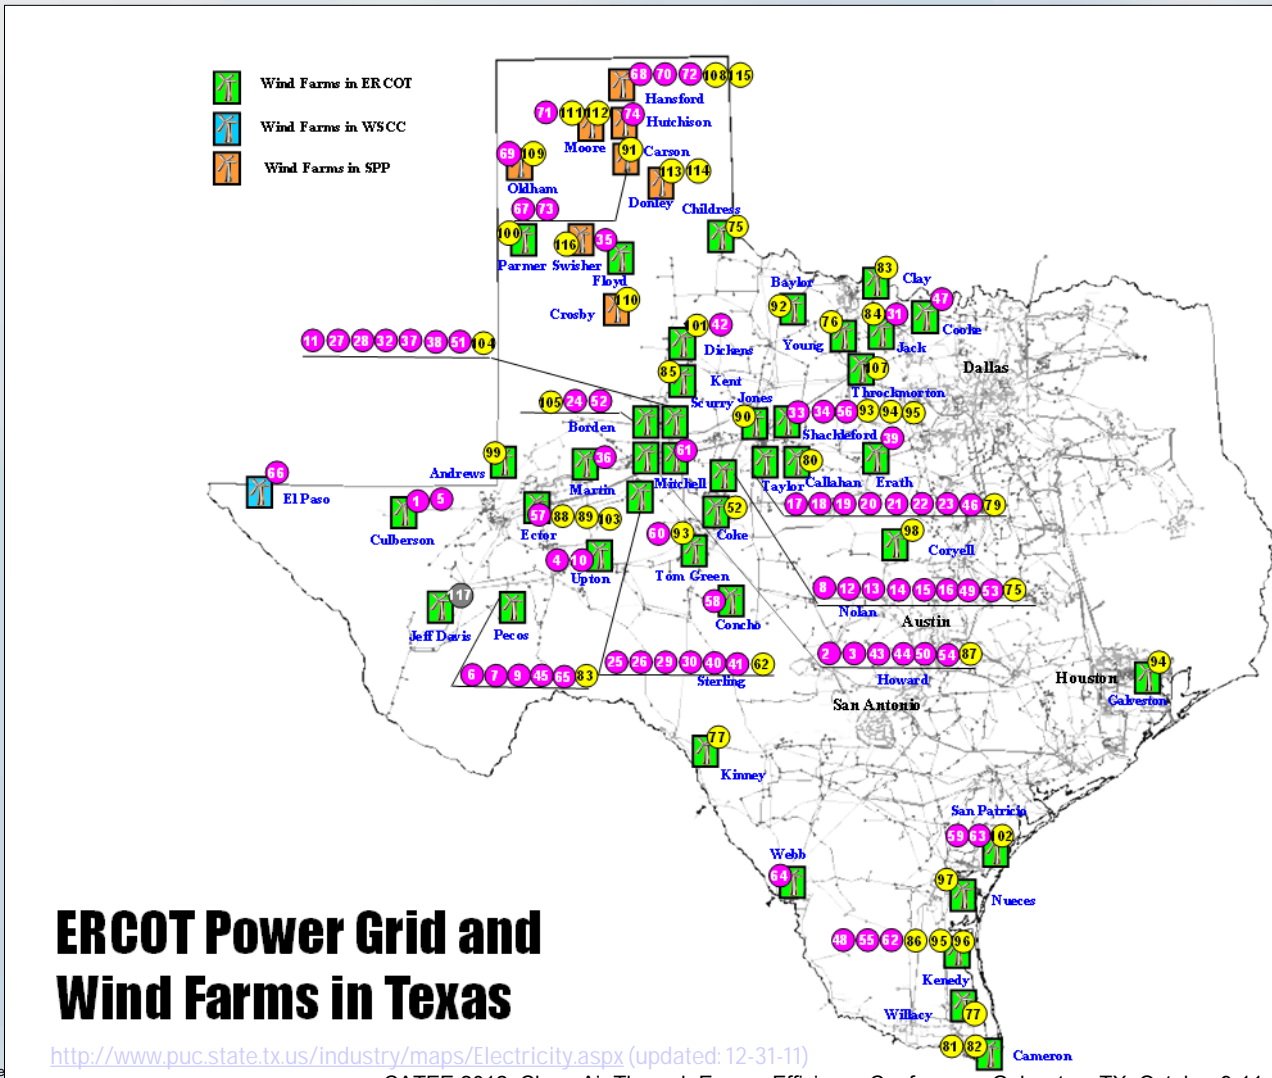 Wind Farms in ERCOT
Wind Farms in WSCC
Wind Farms in SPP
68 70 72 108 115
Hansford
71 111 112 74
Hutchison
Moore
91 Carson
69 109
113 114
Oldham
Donley
Childress
67 73
75
100
116 35
Parmer Swisher
Floyd
110
Crosby
83
Clay
Baylor
92
47
Cooke
84 31
76
Young
Jack
101 42
Dickens
11 27 28 32 37 38 51 104
107
Throckmorton
Dallas
85
Kent
Scurry
Jones
105 24 52
Borden
90
33 34 56 93 94 95
Shackleford
39
Erath
99
Andrews
36
Martin
61
Mitchell
80
Taylor
Callahan
66
El Paso
1 5
Culberson
57 88 89 103
Ector
52
Coke
17 18 19 20 21 22 23 46 79
98
Coryell
60 93
Tom Green
4 10
Upton
58
Concho
8 12 13 14 15 16 49 53 75
Nolan
Austin
117
Jeff Davis
Pecos
6 7 9 45 65 83
25 26 29 30 40 41 62
Sterling
2 3 43 44 50 54 87
Howard
94
Houston
Galveston
San Antonio
77
Kinney
San Patricio
59 63 102
Webb
64
97
Nueces
48 55 62 86 95 96
Kenedy
Willacy
77
81 82
Cameron
ERCOT Power Grid and
Wind Farms in Texas
http://www.puc.state.tx.us/industry/maps/Electricity.aspx (updated: 12-31-11)